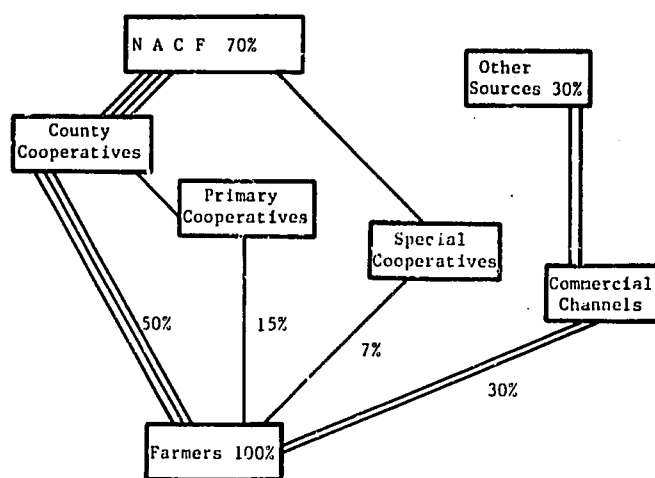 N A C F 70%
Other
Sources 30%
County
Cooperatives
Primary
Cooperatives
Special
Cooperatives
Commercial
Channels
50%
15%
7%
30%
Farmers 100%